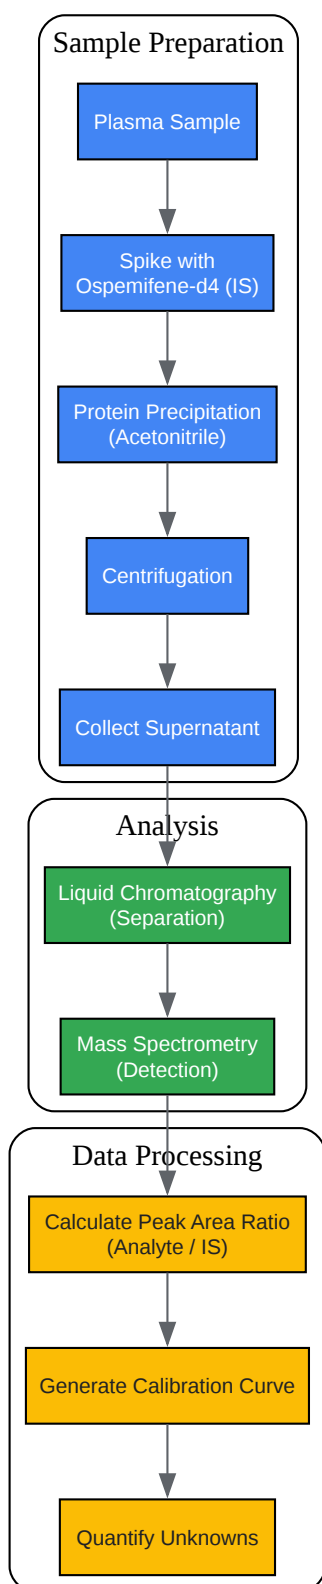 Sample Preparation
Plasma Sample
Spike with
Ospemifene-d4 (IS)
Protein Precipitation
(Acetonitrile)
Centrifugation
Collect Supernatant
Analysis
Liquid Chromatography
(Separation)
Mass Spectrometry
(Detection)
Data Processing
Calculate Peak Area Ratio
(Analyte / IS)
Generate Calibration Curve
Quantify Unknowns